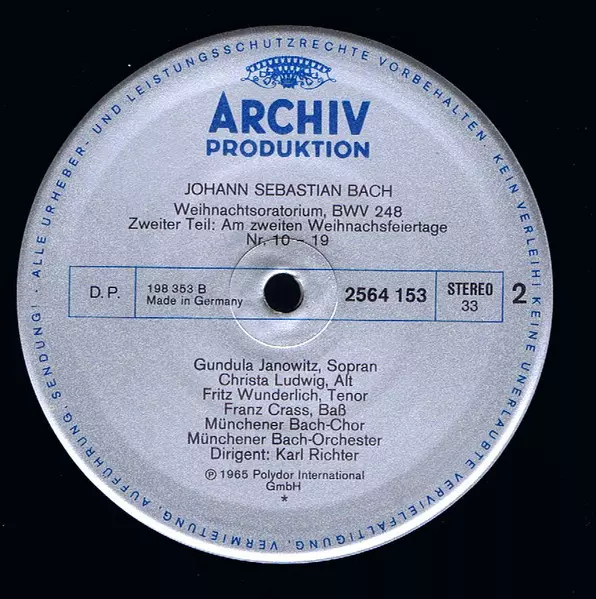 ALLE URHEBER- UND LEISTUNGSSCHUTZRECHTE VORBEHALTEN · KEIN VERLEIH! KEINE UNERLAUBTE VERVIELFÄLTIGUNG, VERMIETUNG, AUFFÜHRUNG, SENDUNG! ·
ARCHIV
PRODUKTION
JOHANN SEBASTIAN BACH
Weihnachtsoratorium, BWV 248
Zweiter Teil: Am zweiten Weihnachsfeiertage
Nr. 10 – 19
D. P.
198 353 B
Made in Germany
2564 153
STEREO
33
2
Gundula Janowitz, Sopran
Christa Ludwig, Alt
Fritz Wunderlich, Tenor
Franz Crass, Baß
Münchener Bach-Chor
Münchener Bach-Orchester
Dirigent: Karl Richter
℗ 1965 Polydor International
GmbH
*